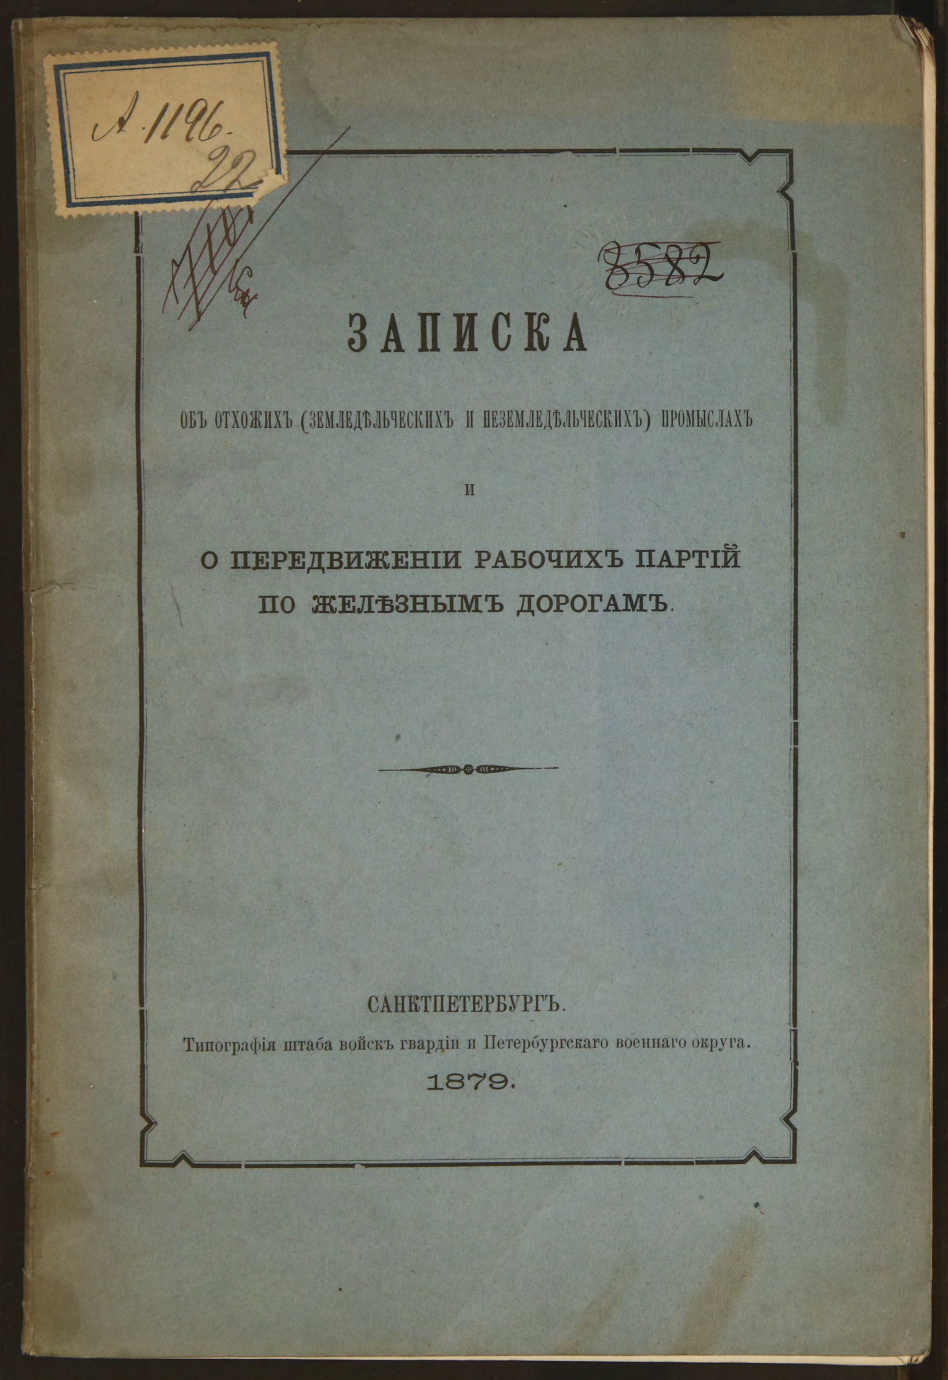 А. 1196.
22
8582
ЗАПИСКА
ОБЪ ОТХОЖИХЪ (ЗЕМЛЕДѢЛЬЧЕСКИХЪ И НЕЗЕМЛЕДѢЛЬЧЕСКИХЪ) ПРОМЫСЛАХЪ
И
О ПЕРЕДВИЖЕНІИ РАБОЧИХЪ ПАРТІЙ
ПО ЖЕЛѢЗНЫМЪ ДОРОГАМЪ.
САНКТПЕТЕРБУРГЪ.
Типографія штаба войскъ гвардіи и Петербургскаго военнаго округа.
1879.